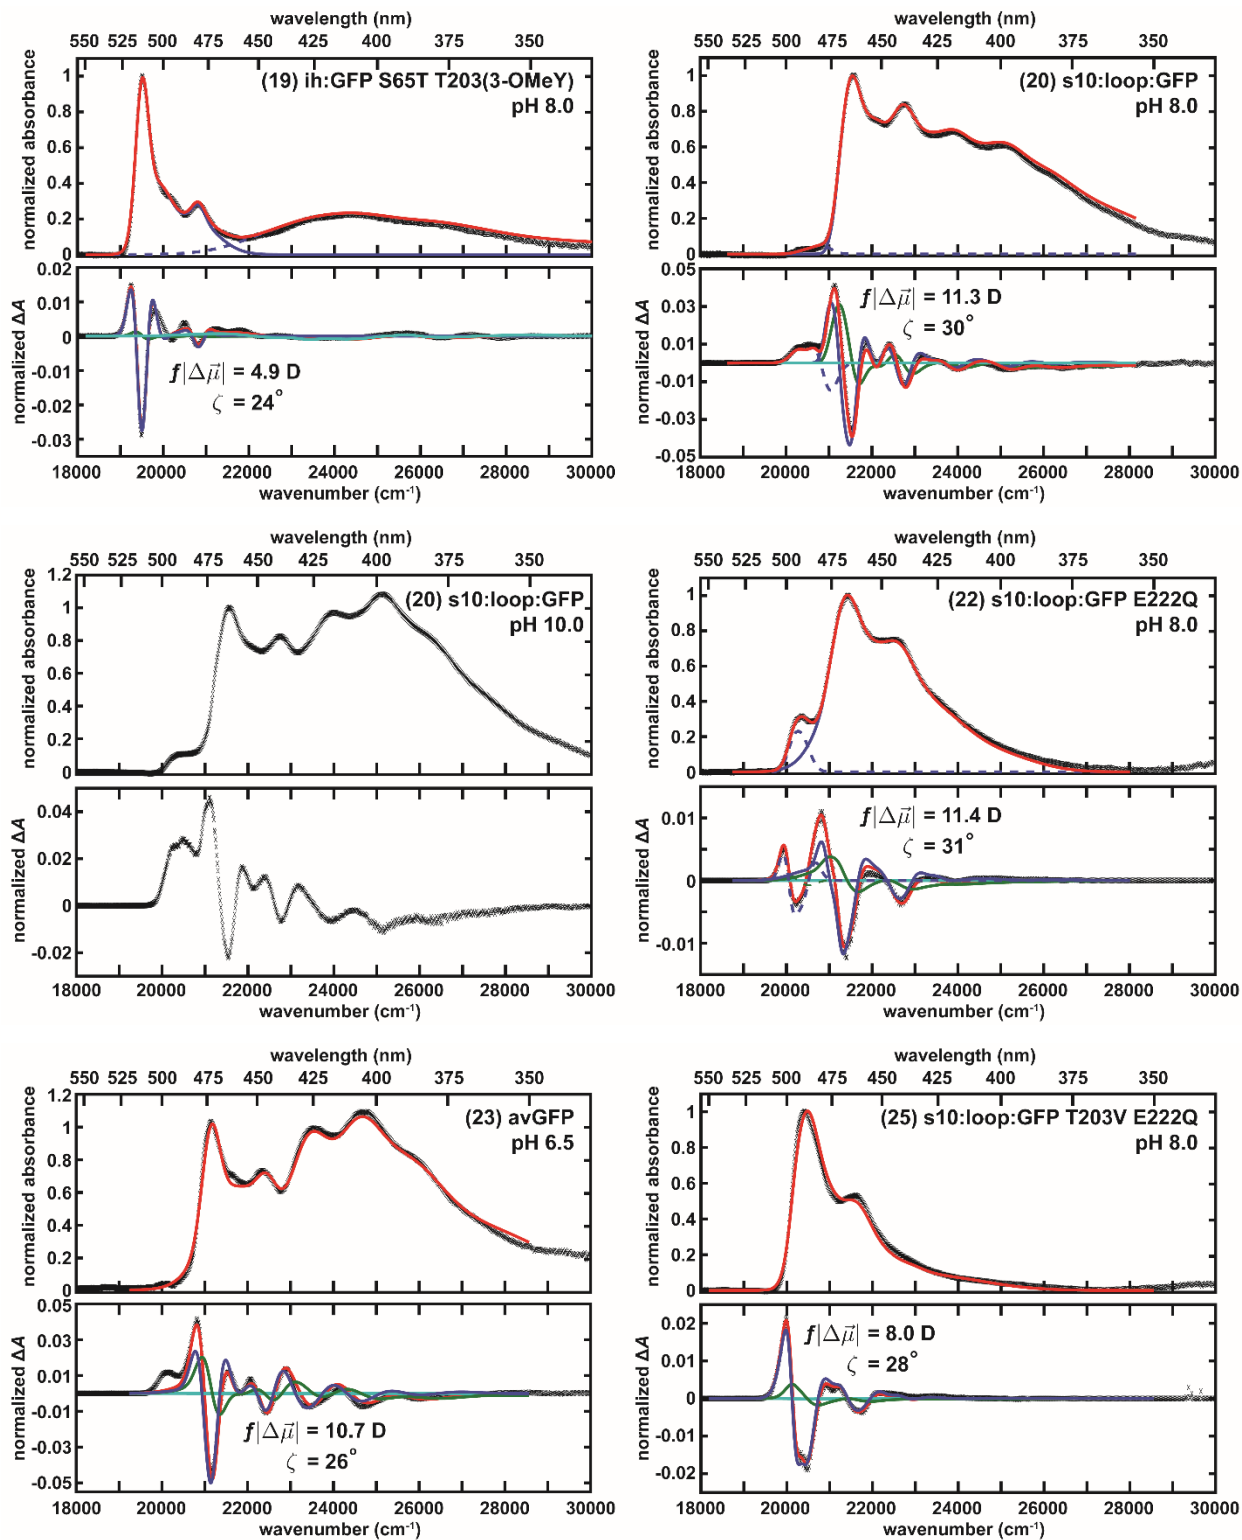 wavelength (nm)
550 525 500 475 450 425 400 375 350
normalized absorbance
1
0.8
0.6
0.4
0.2
0
(19) ih:GFP S65T T203(3-OMeY)
pH 8.0
normalized ΔA
0.02
0.01
0
-0.01
-0.02
-0.03
f|Δμ⃗| = 4.9 D
ζ = 24°
18000 20000 22000 24000 26000 28000 30000
wavenumber (cm⁻¹)
wavelength (nm)
550 525 500 475 450 425 400 375 350
normalized absorbance
1
0.8
0.6
0.4
0.2
0
(20) s10:loop:GFP
pH 8.0
normalized ΔA
0.05
0.03
0.01
-0.01
-0.03
-0.05
f|Δμ⃗| = 11.3 D
ζ = 30°
18000 20000 22000 24000 26000 28000 30000
wavenumber (cm⁻¹)
wavelength (nm)
550 525 500 475 450 425 400 375 350
normalized absorbance
1.2
1
0.8
0.6
0.4
0.2
0
(20) s10:loop:GFP
pH 10.0
normalized ΔA
0.04
0.02
0
-0.02
18000 20000 22000 24000 26000 28000 30000
wavenumber (cm⁻¹)
wavelength (nm)
550 525 500 475 450 425 400 375 350
normalized absorbance
1
0.8
0.6
0.4
0.2
0
(22) s10:loop:GFP E222Q
pH 8.0
normalized ΔA
0.01
0
-0.01
f|Δμ⃗| = 11.4 D
ζ = 31°
18000 20000 22000 24000 26000 28000 30000
wavenumber (cm⁻¹)
wavelength (nm)
550 525 500 475 450 425 400 375 350
normalized absorbance
1.2
1
0.8
0.6
0.4
0.2
0
(23) avGFP
pH 6.5
normalized ΔA
0.05
0.03
0.01
-0.01
-0.03
-0.05
f|Δμ⃗| = 10.7 D
ζ = 26°
18000 20000 22000 24000 26000 28000 30000
wavenumber (cm⁻¹)
wavelength (nm)
550 525 500 475 450 425 400 375 350
normalized absorbance
1
0.8
0.6
0.4
0.2
0
(25) s10:loop:GFP T203V E222Q
pH 8.0
normalized ΔA
0.02
0.01
0
-0.01
-0.02
f|Δμ⃗| = 8.0 D
ζ = 28°
18000 20000 22000 24000 26000 28000 30000
wavenumber (cm⁻¹)